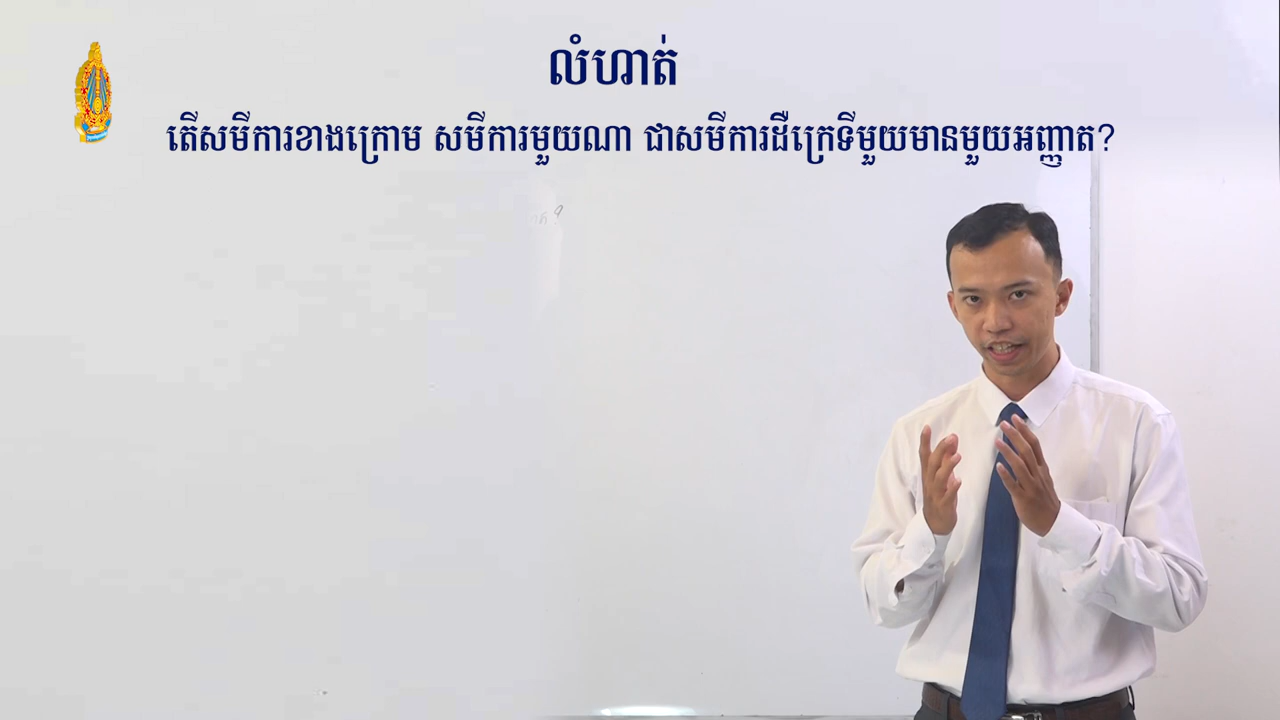 លំហាត់
តើសមីការខាងក្រោម សមីការមួយណា ជាសមីការដឺក្រេទីមួយមានមួយអញ្ញាត?